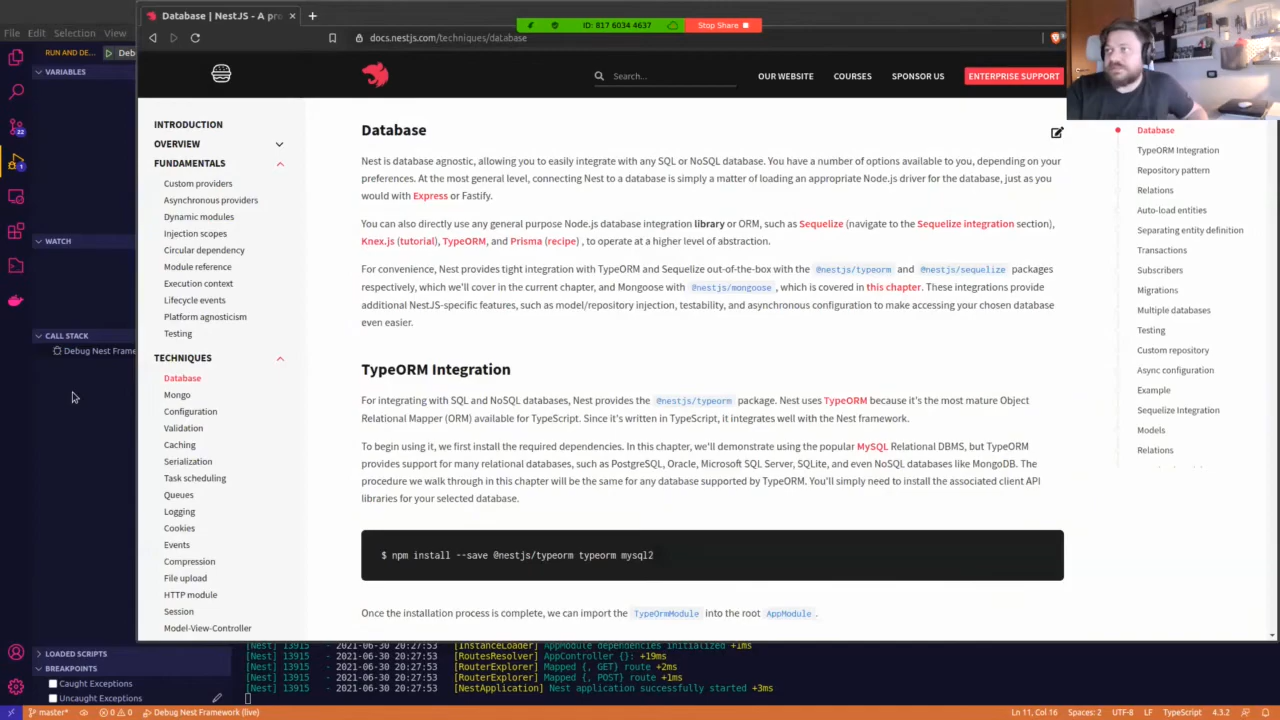 File Edit Selection View
RUN AND DE... Deb
VARIABLES
22
WATCH
CALL STACK
Debug Nest Frame
LOADED SCRIPTS
BREAKPOINTS
Caught Exceptions
Uncaught Exceptions
Database | NestJS - A pro
ID: 817 6034 4637
Stop Share
docs.nestjs.com/techniques/database
Search...
OUR WEBSITE
COURSES
SPONSOR US
ENTERPRISE SUPPORT
INTRODUCTION
OVERVIEW
FUNDAMENTALS
Custom providers
Asynchronous providers
Dynamic modules
Injection scopes
Circular dependency
Module reference
Execution context
Lifecycle events
Platform agnosticism
Testing
TECHNIQUES
Database
Mongo
Configuration
Validation
Caching
Serialization
Task scheduling
Queues
Logging
Cookies
Events
Compression
File upload
HTTP module
Session
Model-View-Controller
Database
Nest is database agnostic, allowing you to easily integrate with any SQL or NoSQL database. You have a number of options available to you, depending on your
preferences. At the most general level, connecting Nest to a database is simply a matter of loading an appropriate Node.js driver for the database, just as you
would with Express or Fastify.
You can also directly use any general purpose Node.js database integration library or ORM, such as Sequelize (navigate to the Sequelize integration section),
Knex.js (tutorial), TypeORM, and Prisma (recipe) , to operate at a higher level of abstraction.
For convenience, Nest provides tight integration with TypeORM and Sequelize out-of-the-box with the @nestjs/typeorm and @nestjs/sequelize packages
respectively, which we'll cover in the current chapter, and Mongoose with @nestjs/mongoose , which is covered in this chapter. These integrations provide
additional NestJS-specific features, such as model/repository injection, testability, and asynchronous configuration to make accessing your chosen database
even easier.
TypeORM Integration
For integrating with SQL and NoSQL databases, Nest provides the @nestjs/typeorm package. Nest uses TypeORM because it's the most mature Object
Relational Mapper (ORM) available for TypeScript. Since it's written in TypeScript, it integrates well with the Nest framework.
To begin using it, we first install the required dependencies. In this chapter, we'll demonstrate using the popular MySQL Relational DBMS, but TypeORM
provides support for many relational databases, such as PostgreSQL, Oracle, Microsoft SQL Server, SQLite, and even NoSQL databases like MongoDB. The
procedure we walk through in this chapter will be the same for any database supported by TypeORM. You'll simply need to install the associated client API
libraries for your selected database.
$ npm install --save @nestjs/typeorm typeorm mysql2
Once the installation process is complete, we can import the TypeOrmModule into the root AppModule .
Database
TypeORM Integration
Repository pattern
Relations
Auto-load entities
Separating entity definition
Transactions
Subscribers
Migrations
Multiple databases
Testing
Custom repository
Async configuration
Example
Sequelize Integration
Models
Relations
[Nest] 13915 - 2021-06-30 20:27:53 [InstanceLoader] AppModule dependencies initialized +1ms
[Nest] 13915 - 2021-06-30 20:27:53 [RoutesResolver] AppController {}: +19ms
[Nest] 13915 - 2021-06-30 20:27:53 [RouterExplorer] Mapped {, GET} route +2ms
[Nest] 13915 - 2021-06-30 20:27:53 [RouterExplorer] Mapped {, POST} route +1ms
[Nest] 13915 - 2021-06-30 20:27:53 [NestApplication] Nest application successfully started +3ms
master* 0 0 Debug Nest Framework (live)
Ln 11, Col 16 Spaces: 2 UTF-8 LF TypeScript 4.3.2